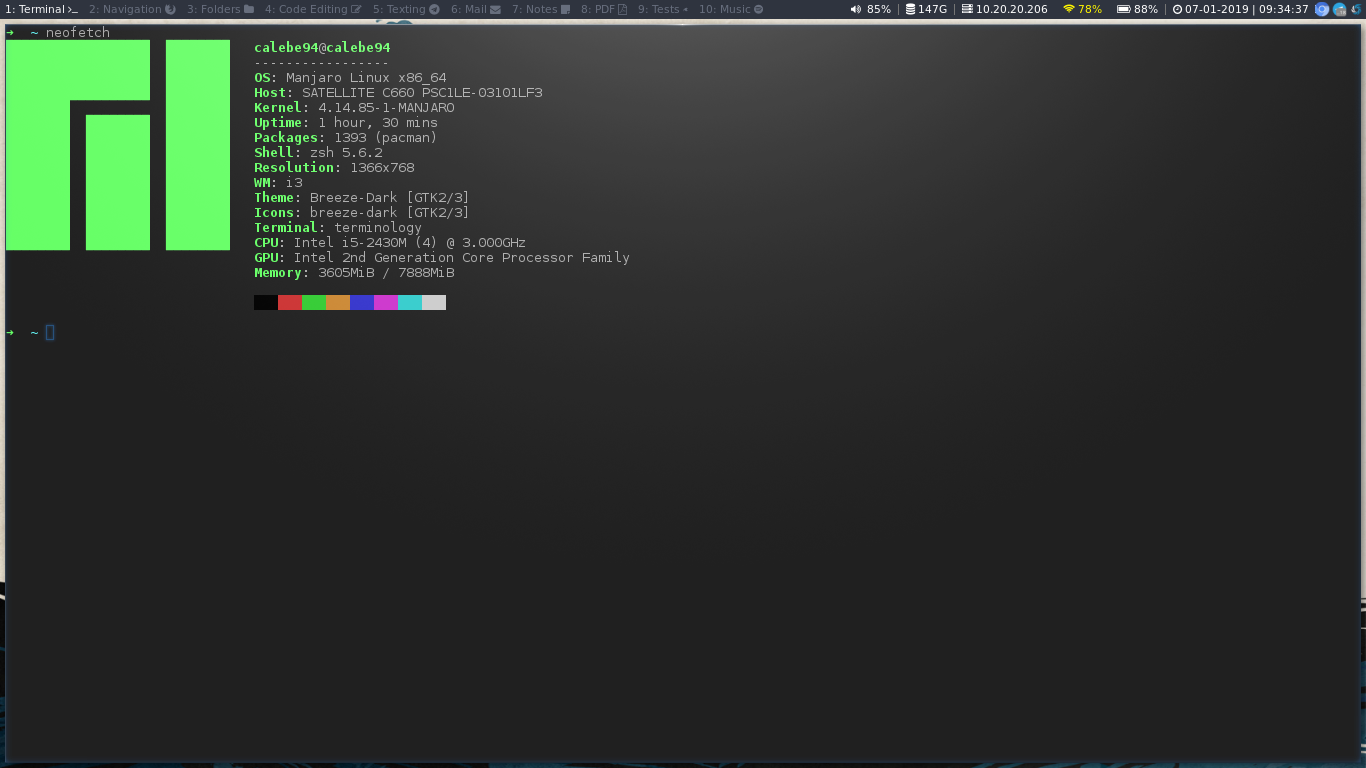 1: Terminal 2: Navigation 3: Folders 4: Code Editing 5: Texting 6: Mail 7: Notes 8: PDF 9: Tests 10: Music 85% | 147G | 10.20.20.206 78% 88% | 07-01-2019 | 09:34:37
➜ ~ neofetch
calebe94@calebe94
-----------------
OS: Manjaro Linux x86_64
Host: SATELLITE C660 PSC1LE-03101LF3
Kernel: 4.14.85-1-MANJARO
Uptime: 1 hour, 30 mins
Packages: 1393 (pacman)
Shell: zsh 5.6.2
Resolution: 1366x768
WM: i3
Theme: Breeze-Dark [GTK2/3]
Icons: breeze-dark [GTK2/3]
Terminal: terminology
CPU: Intel i5-2430M (4) @ 3.000GHz
GPU: Intel 2nd Generation Core Processor Family
Memory: 3605MiB / 7888MiB
➜ ~